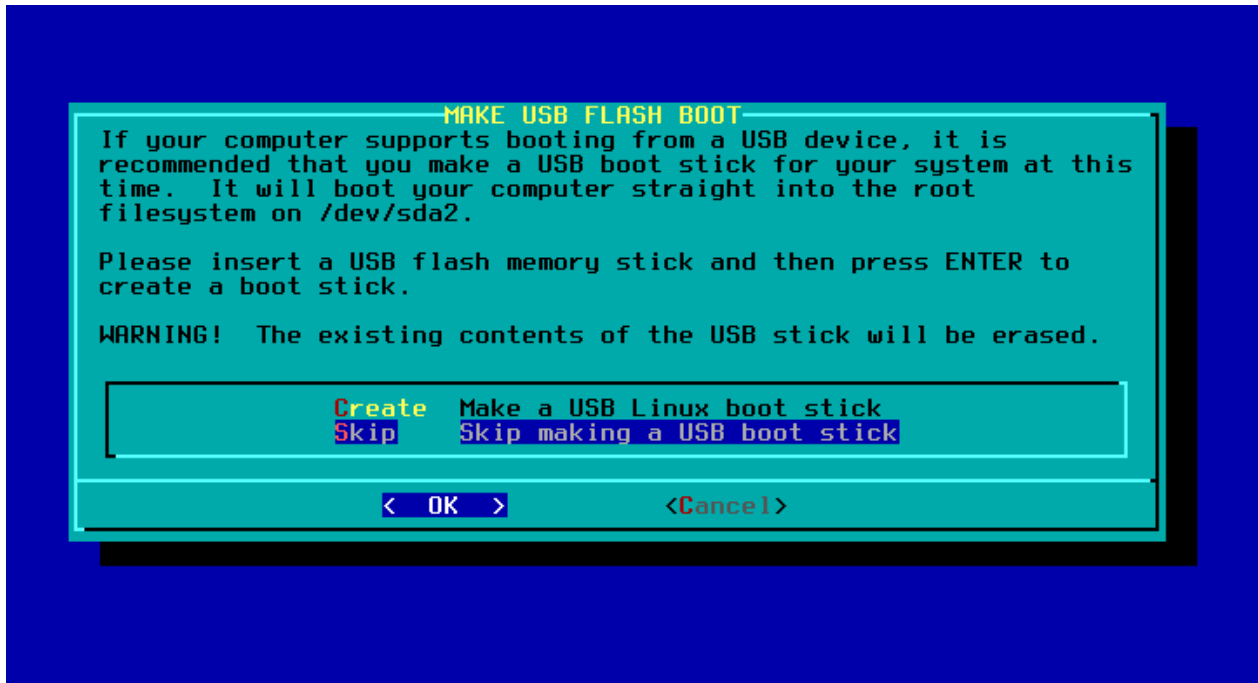 MAKE USB FLASH BOOT
If your computer supports booting from a USB device, it is
recommended that you make a USB boot stick for your system at this
time.  It will boot your computer straight into the root
filesystem on /dev/sda2.
Please insert a USB flash memory stick and then press ENTER to
create a boot stick.
WARNING!  The existing contents of the USB stick will be erased.
Create  Make a USB Linux boot stick
Skip    Skip making a USB boot stick
<  OK  >          <Cancel>